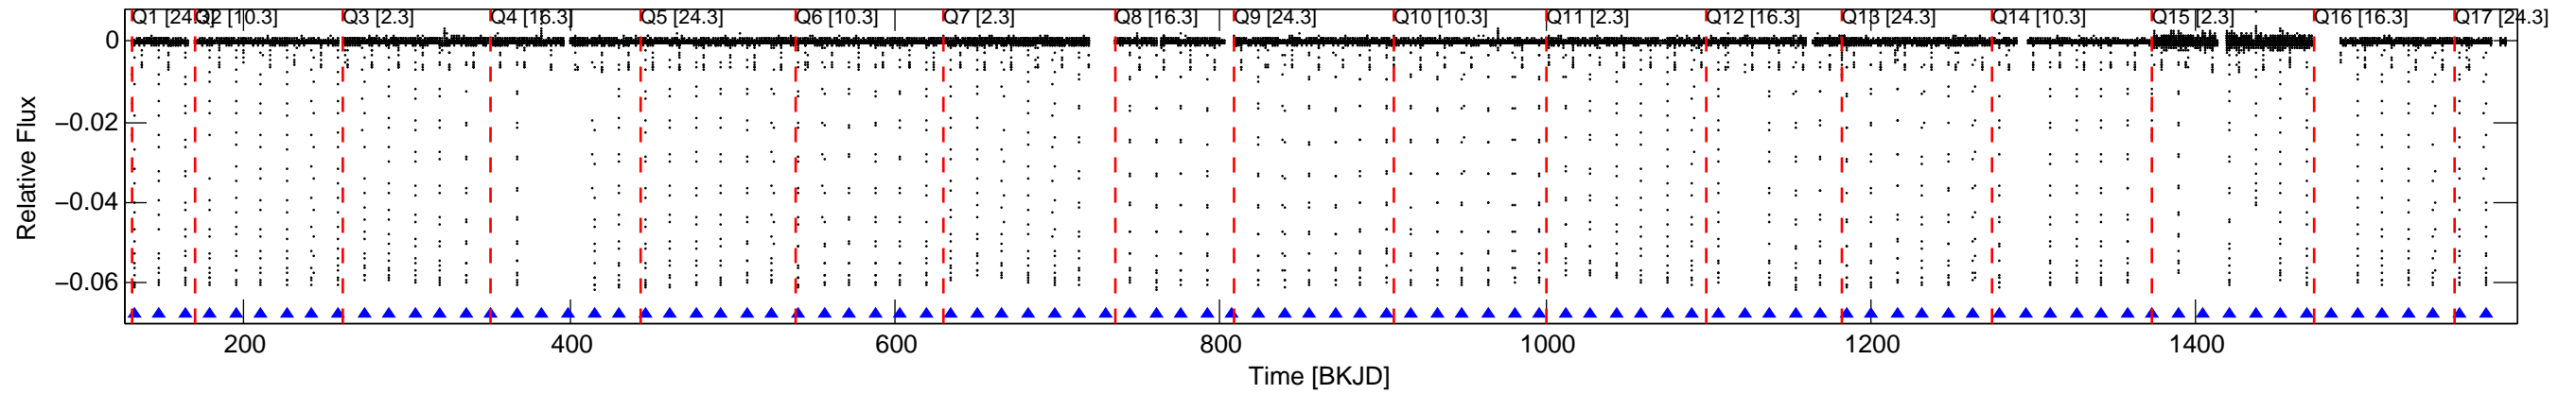 Q1 [24.3] Q2 [10.3] Q3 [2.3] Q4 [16.3] Q5 [24.3] Q6 [10.3] Q7 [2.3] Q8 [16.3] Q9 [24.3] Q10 [10.3] Q11 [2.3] Q12 [16.3] Q13 [24.3] Q14 [10.3] Q15 [2.3] Q16 [16.3] Q17 [24.3]
0
−0.02
−0.04
−0.06
Relative Flux
200 400 600 800 1000 1200 1400
Time [BKJD]